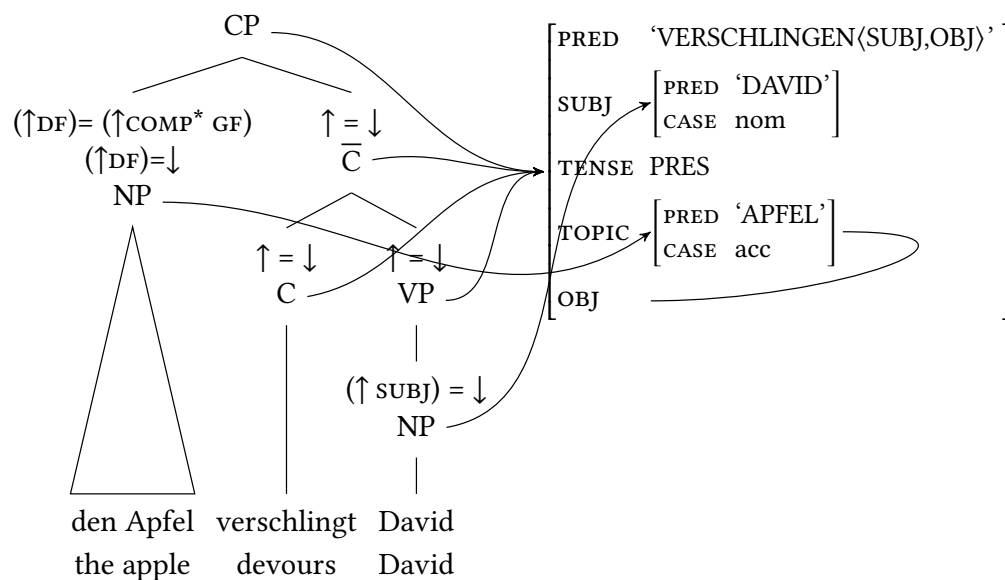 CP
[PRED ‘VERSCHLINGEN⟨SUBJ,OBJ⟩’
SUBJ [PRED ‘DAVID’
CASE nom]
TENSE PRES
TOPIC [PRED ‘APFEL’
CASE acc]
OBJ]
(↑DF)= (↑COMP* GF)
(↑DF)=↓
NP
↑ = ↓
C̅
↑ = ↓
C
↑ = ↓
VP
(↑ SUBJ) = ↓
NP
den Apfel verschlingt David
the apple devours David